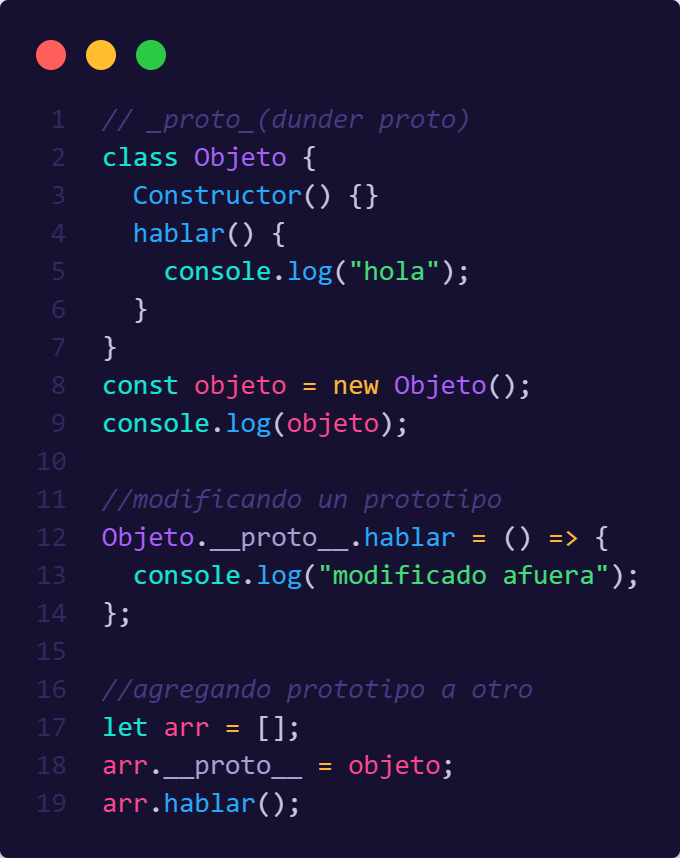 1 // _proto_(dunder proto)
2 class Objeto {
3   Constructor() {}
4   hablar() {
5     console.log("hola");
6   }
7 }
8 const objeto = new Objeto();
9 console.log(objeto);
10
11 //modificando un prototipo
12 Objeto.__proto__.hablar = () => {
13   console.log("modificado afuera");
14 };
15
16 //agregando prototipo a otro
17 let arr = [];
18 arr.__proto__ = objeto;
19 arr.hablar();